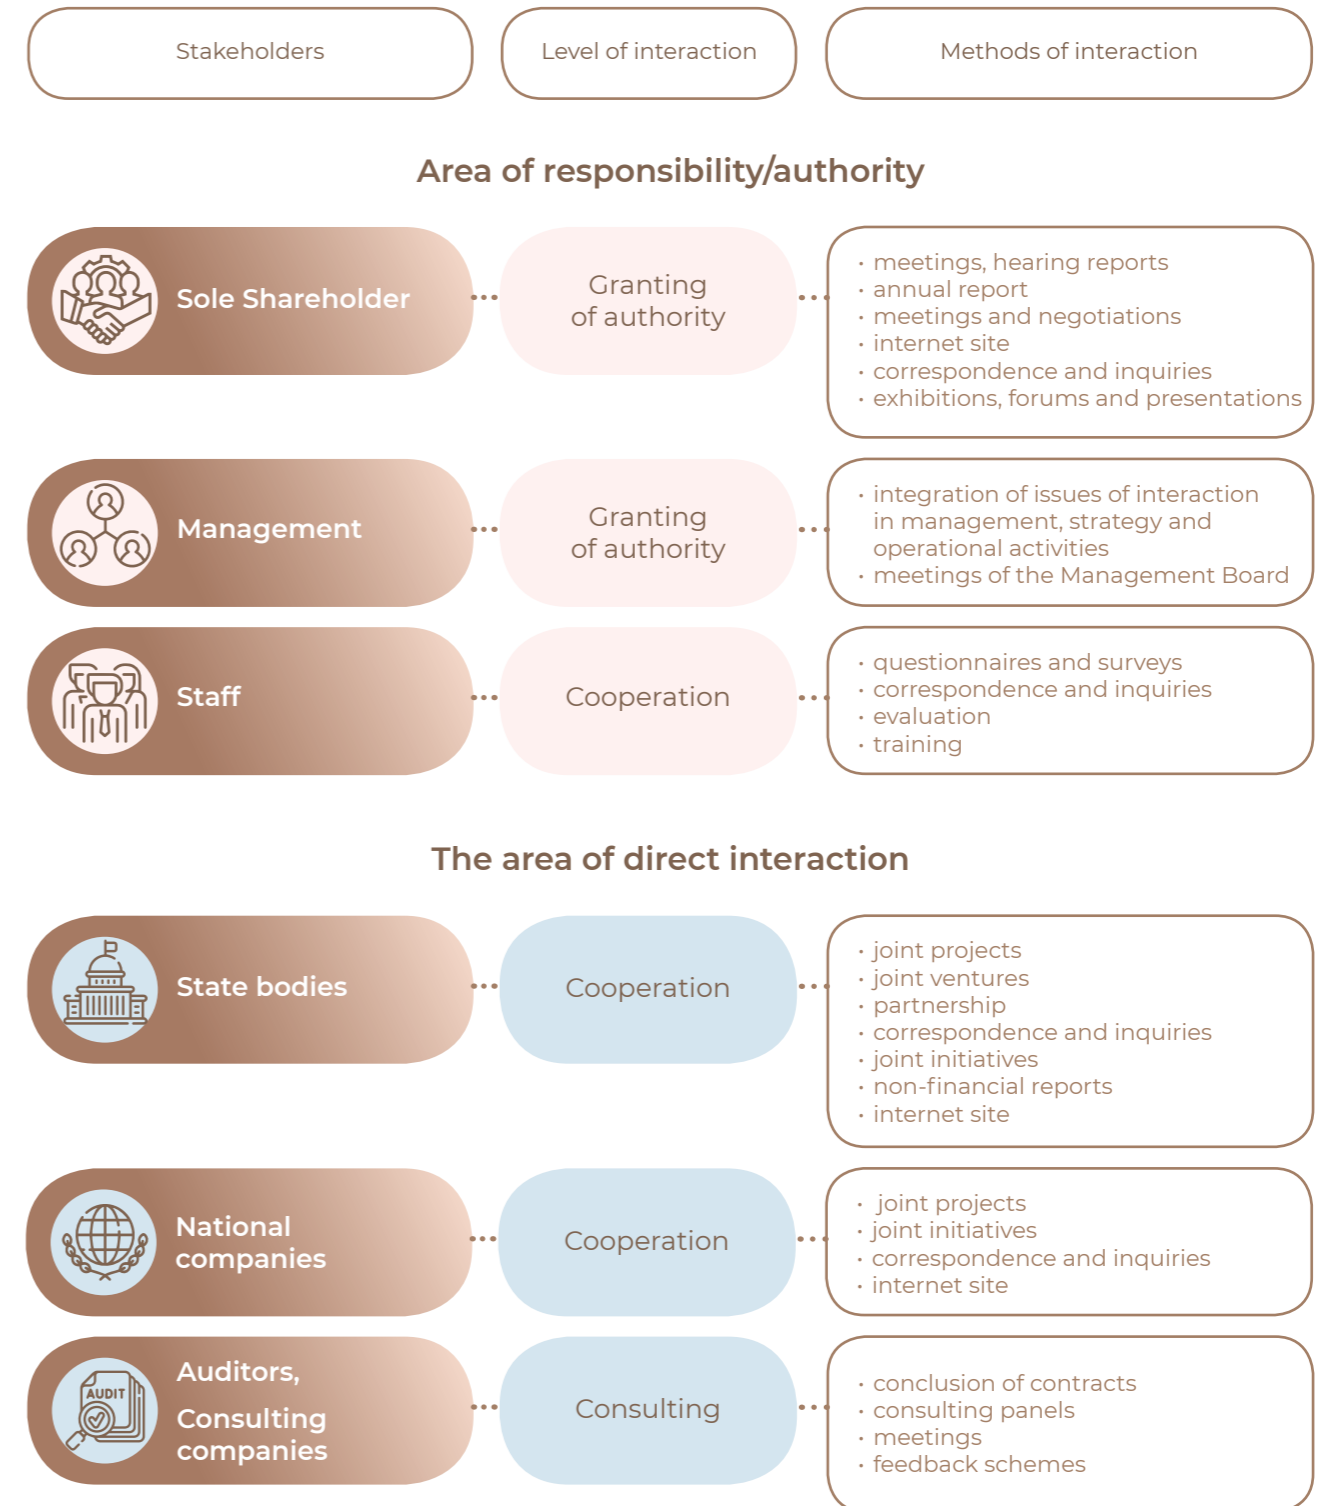 Stakeholders
Level of interaction
Methods of interaction
Area of responsibility/authority
Sole Shareholder
Granting
of authority
· meetings, hearing reports
· annual report
· meetings and negotiations
· internet site
· correspondence and inquiries
· exhibitions, forums and presentations
Management
Granting
of authority
· integration of issues of interaction
in management, strategy and
operational activities
· meetings of the Management Board
Staff
Cooperation
· questionnaires and surveys
· correspondence and inquiries
· evaluation
· training
The area of direct interaction
State bodies
Cooperation
· joint projects
· joint ventures
· partnership
· correspondence and inquiries
· joint initiatives
· non-financial reports
· internet site
National
companies
Cooperation
· joint projects
· joint initiatives
· correspondence and inquiries
· internet site
AUDIT
Auditors,
Consulting
companies
Consulting
· conclusion of contracts
· consulting panels
· meetings
· feedback schemes